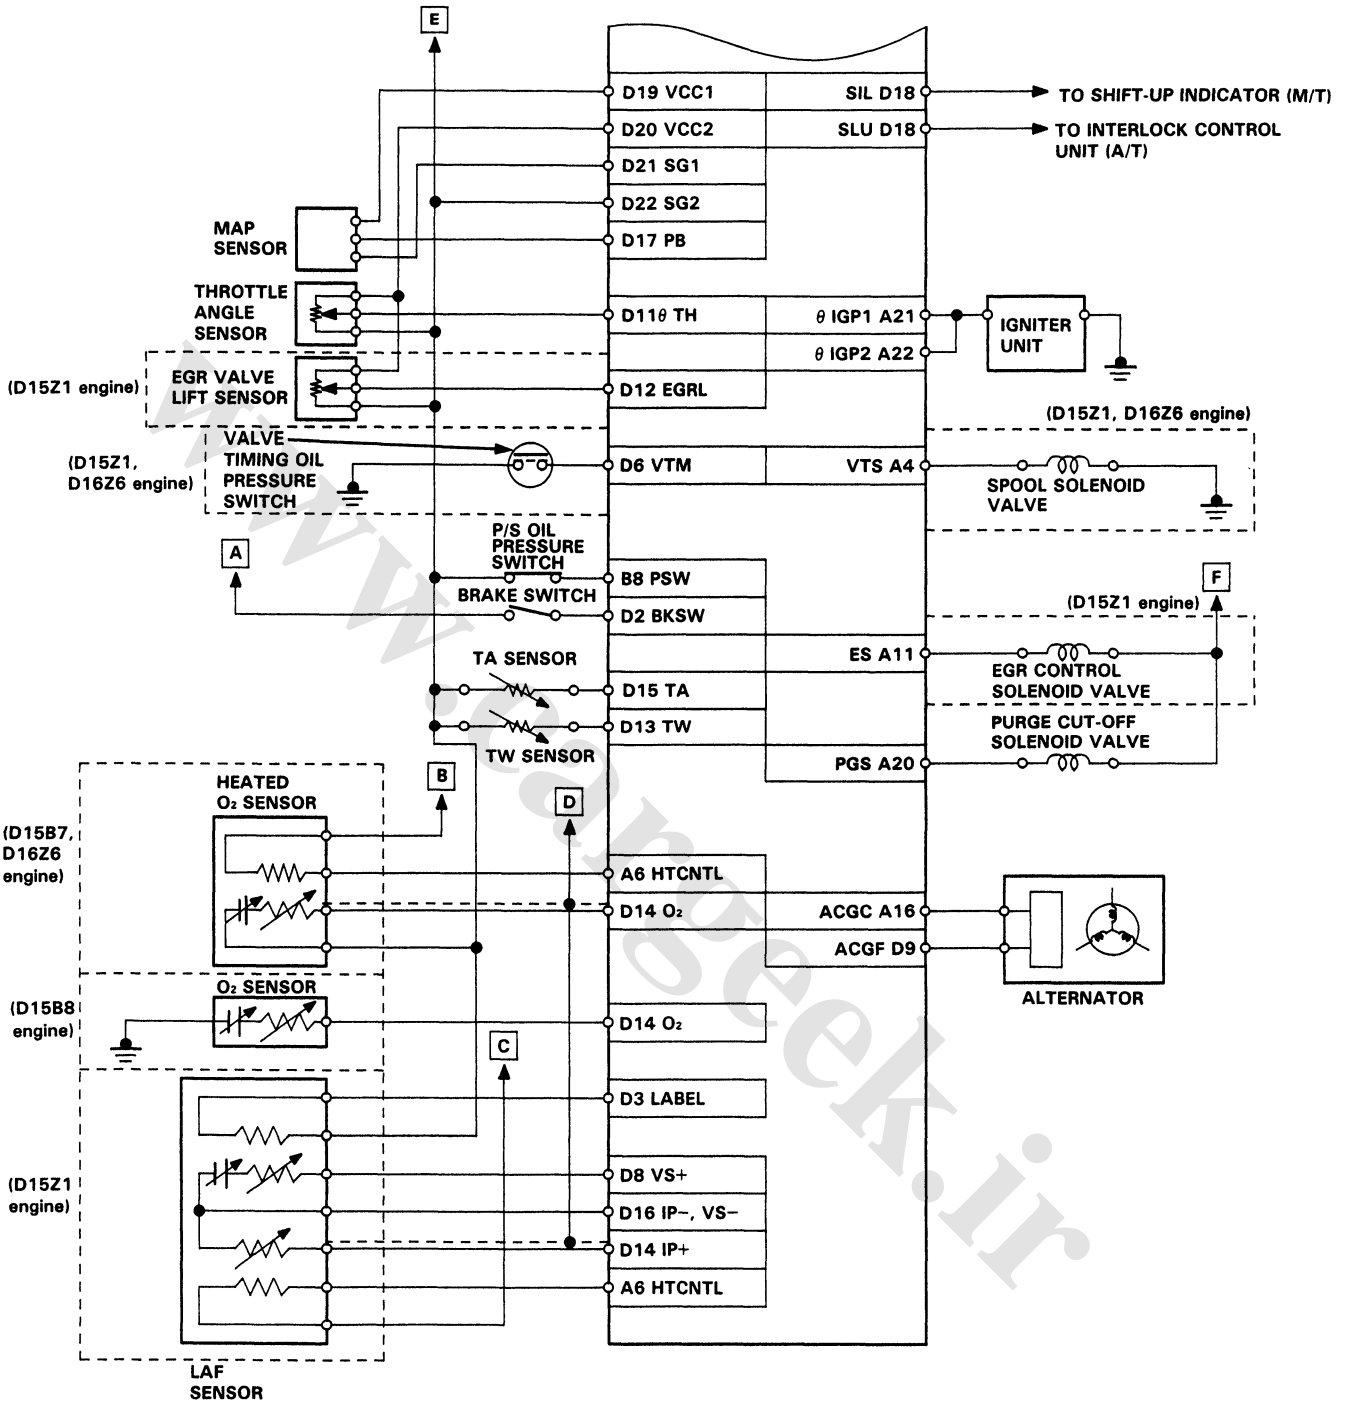 E
D19 VCC1
SIL D18
TO SHIFT-UP INDICATOR (M/T)
D20 VCC2
SLU D18
TO INTERLOCK CONTROL
UNIT (A/T)
D21 SG1
D22 SG2
MAP
SENSOR
D17 PB
THROTTLE
ANGLE
SENSOR
D11θ TH
θ IGP1 A21
IGNITER
UNIT
θ IGP2 A22
(D15Z1 engine)
EGR VALVE
LIFT SENSOR
D12 EGRL
(D15Z1, D16Z6 engine)
(D15Z1,
D16Z6 engine)
VALVE
TIMING OIL
PRESSURE
SWITCH
D6 VTM
VTS A4
SPOOL SOLENOID
VALVE
P/S OIL
PRESSURE
SWITCH
A
B8 PSW
F
BRAKE SWITCH
D2 BKSW
(D15Z1 engine)
ES A11
EGR CONTROL
SOLENOID VALVE
TA SENSOR
D15 TA
D13 TW
TW SENSOR
PURGE CUT-OFF
SOLENOID VALVE
PGS A20
HEATED
O₂ SENSOR
B
D
(D15B7,
D16Z6
engine)
A6 HTCNTL
D14 O₂
ACGC A16
ACGF D9
ALTERNATOR
O₂ SENSOR
(D15B8
engine)
D14 O₂
C
D3 LABEL
(D15Z1
engine)
D8 VS+
D16 IP−, VS−
D14 IP+
A6 HTCNTL
LAF
SENSOR
www.cargeek.ir